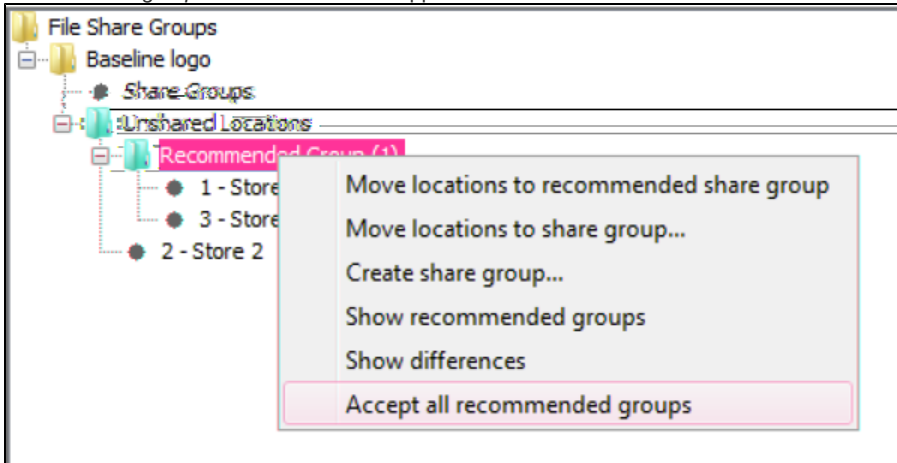 File Share Groups
Baseline logo
Share Groups
Unshared Locations
Recommended Group (1)
1 - Store
3 - Store
2 - Store 2
Move locations to recommended share group
Move locations to share group...
Create share group...
Show recommended groups
Show differences
Accept all recommended groups